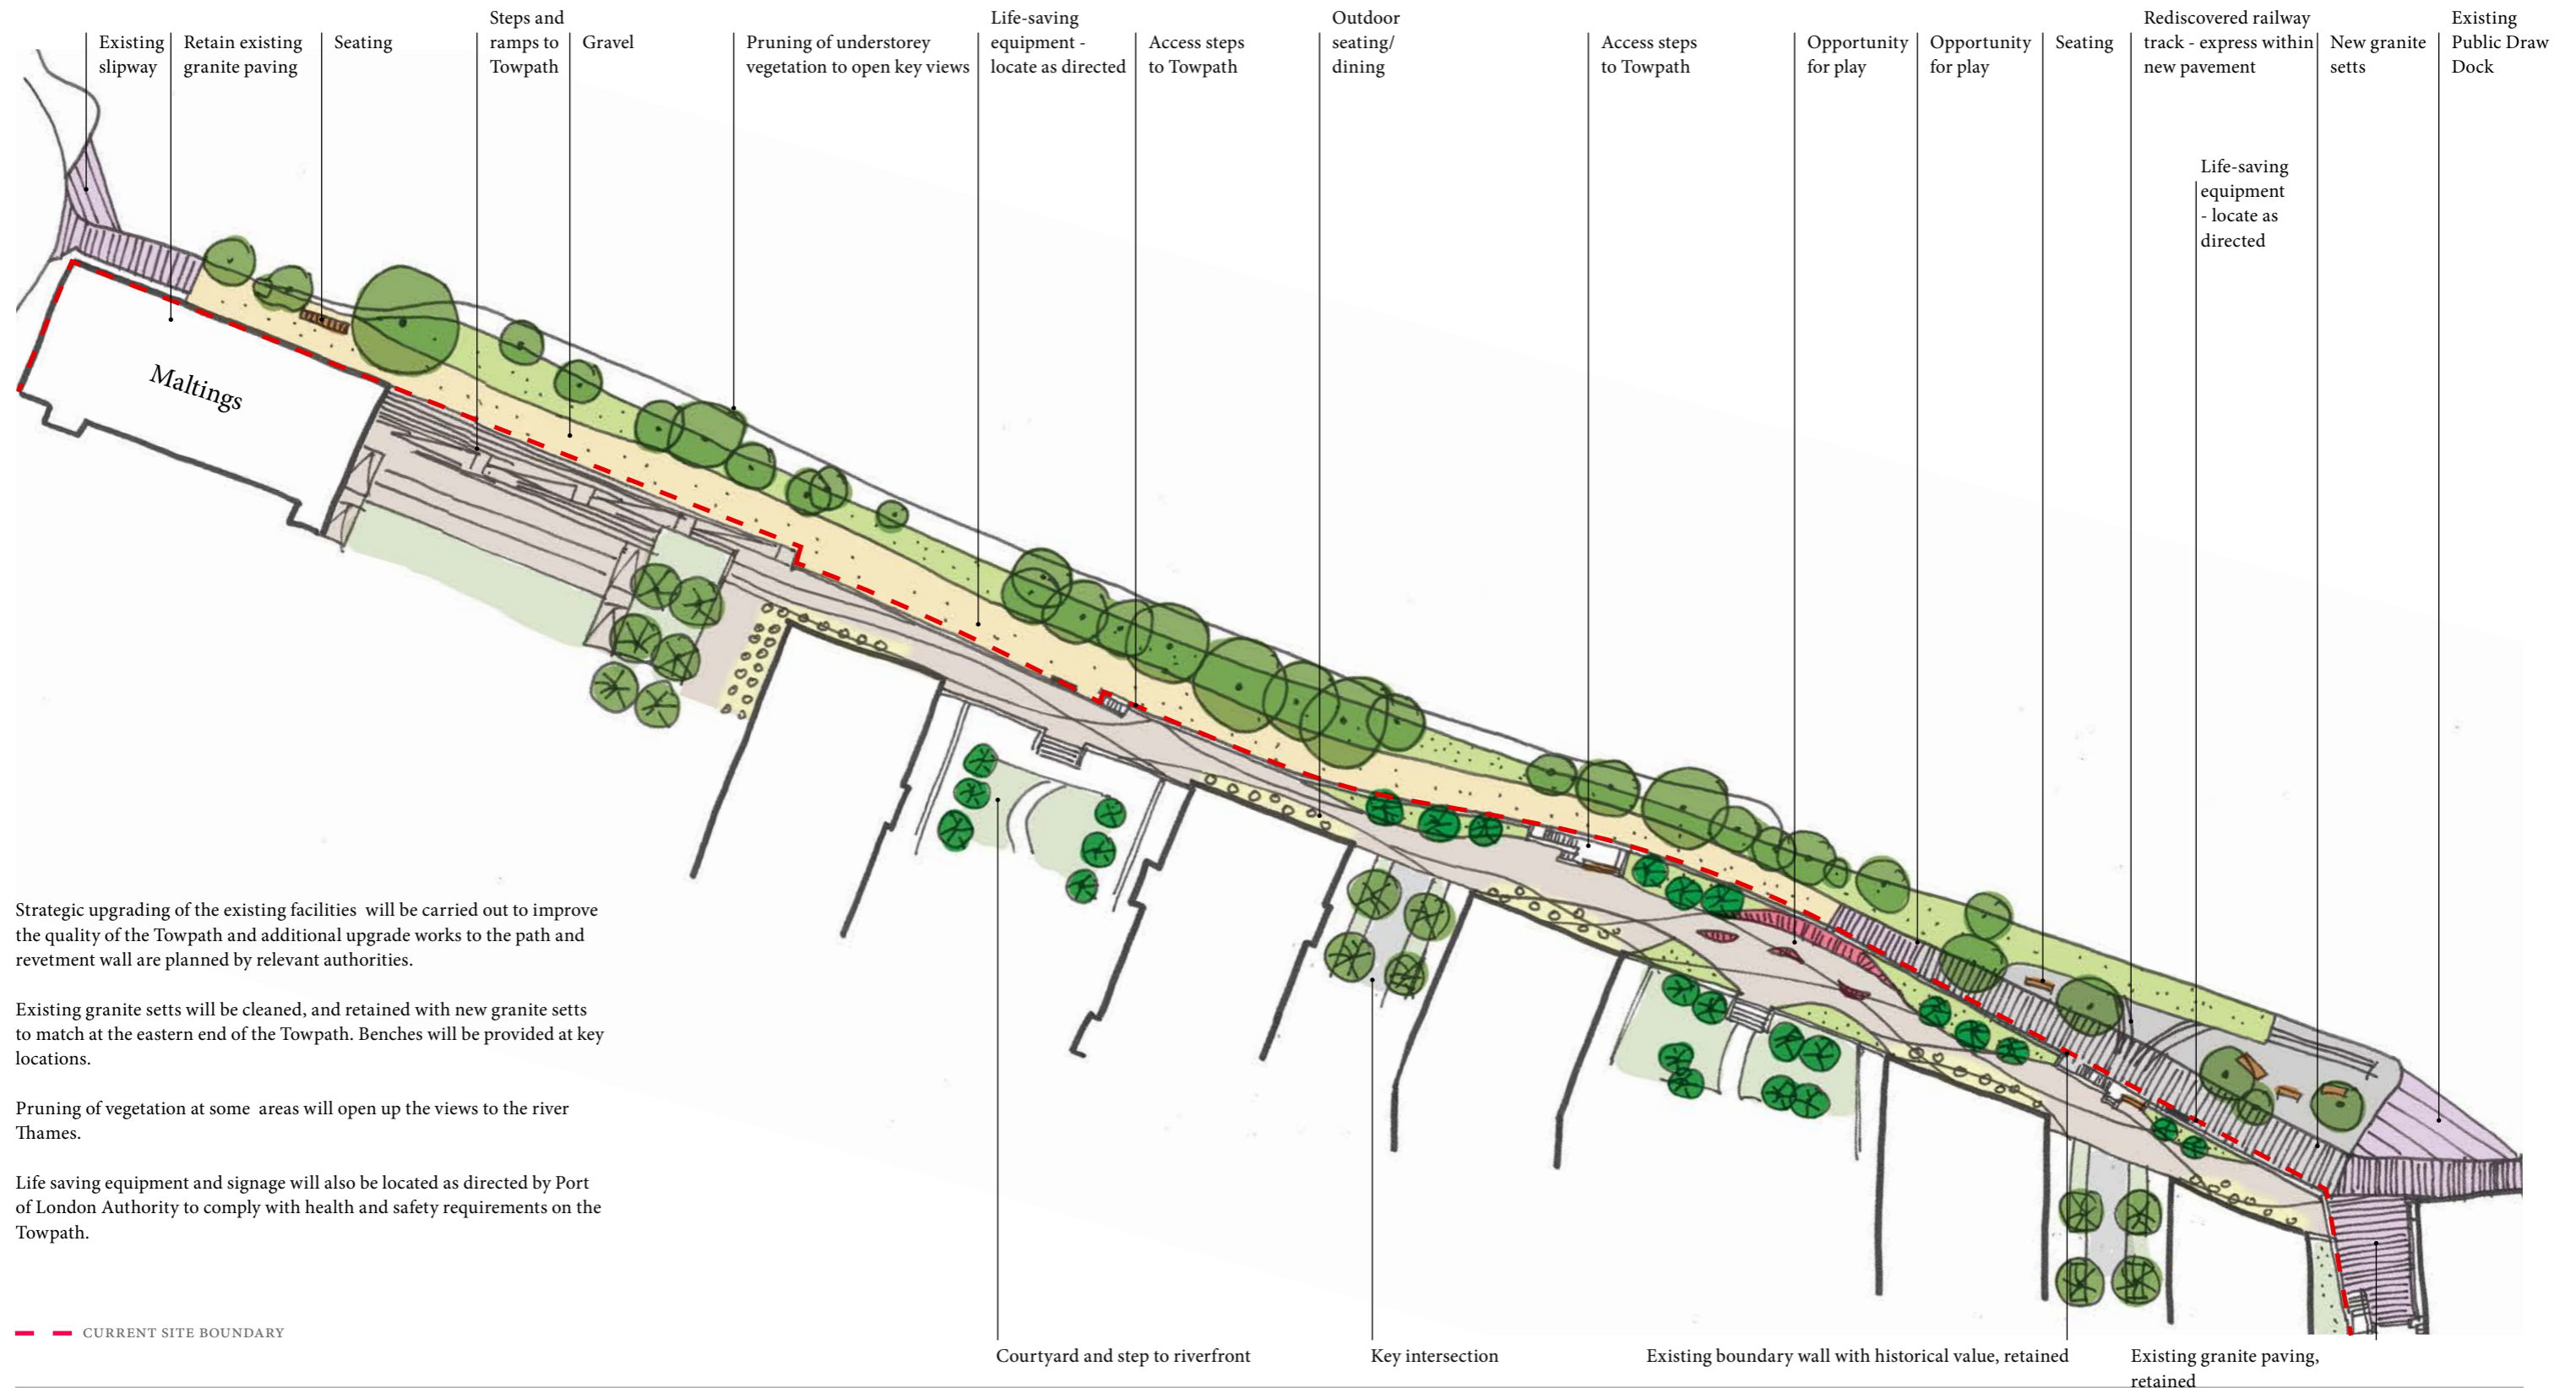 Existing
slipway
Retain existing
granite paving
Seating
Steps and
ramps to
Towpath
Gravel
Pruning of understorey
vegetation to open key views
Life-saving
equipment -
locate as directed
Access steps
to Towpath
Outdoor
seating/
dining
Access steps
to Towpath
Opportunity
for play
Opportunity
for play
Seating
Rediscovered railway
track - express within
new pavement
New granite
setts
Existing
Public Draw
Dock
Life-saving
equipment
- locate as
directed
Maltings
Strategic upgrading of the existing facilities will be carried out to improve
the quality of the Towpath and additional upgrade works to the path and
revetment wall are planned by relevant authorities.
Existing granite setts will be cleaned, and retained with new granite setts
to match at the eastern end of the Towpath. Benches will be provided at key
locations.
Pruning of vegetation at some areas will open up the views to the river
Thames.
Life saving equipment and signage will also be located as directed by Port
of London Authority to comply with health and safety requirements on the
Towpath.
CURRENT SITE BOUNDARY
Courtyard and step to riverfront
Key intersection
Existing boundary wall with historical value, retained
Existing granite paving,
retained